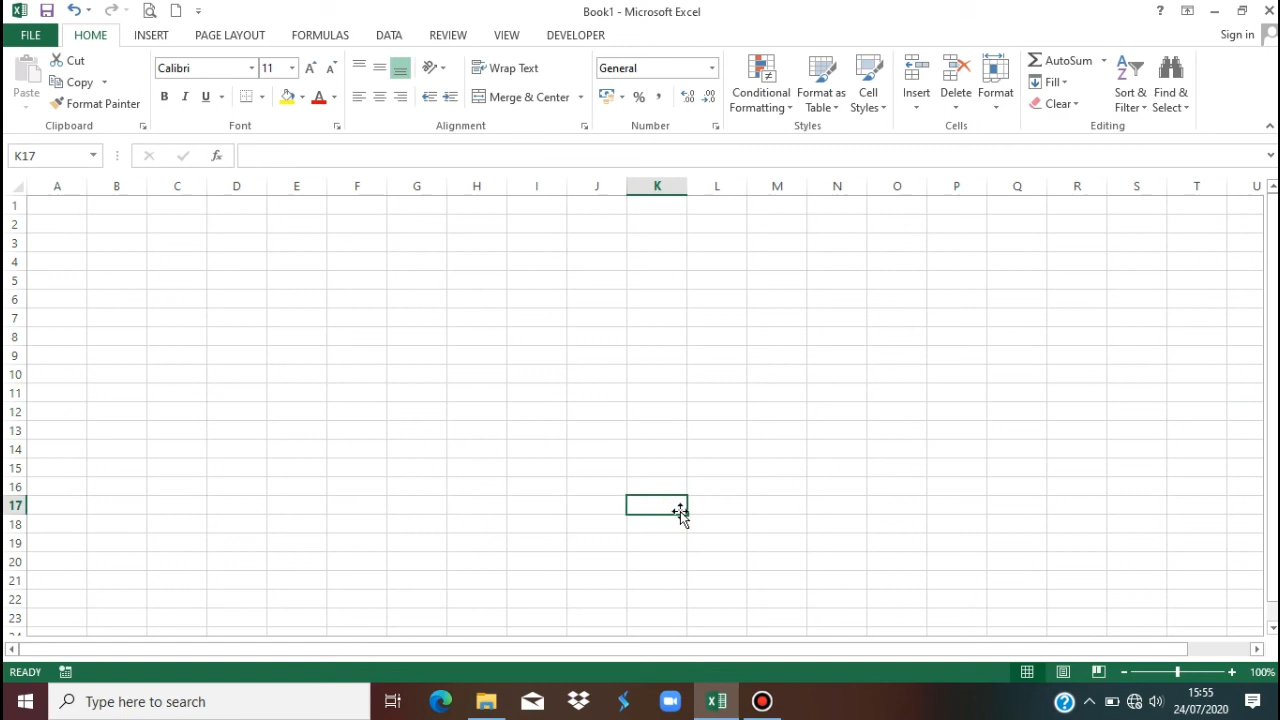 Book1 - Microsoft Excel
?
FILE HOME INSERT PAGE LAYOUT FORMULAS DATA REVIEW VIEW DEVELOPER Sign in
Paste
Cut
Copy
Format Painter
Clipboard
Calibri 11
B I U A
Font
Wrap Text
Merge & Center
Alignment
General
% ,
Number
Conditional Formatting
Format as Table
Cell Styles
Styles
Insert Delete Format
Cells
AutoSum
Fill
Clear
Sort & Filter
Find & Select
Editing
K17 fx
A B C D E F G H I J K L M N O P Q R S T U
1
2
3
4
5
6
7
8
9
10
11
12
13
14
15
16
17
18
19
20
21
22
23
24
READY 100%
Type here to search
15:55
24/07/2020